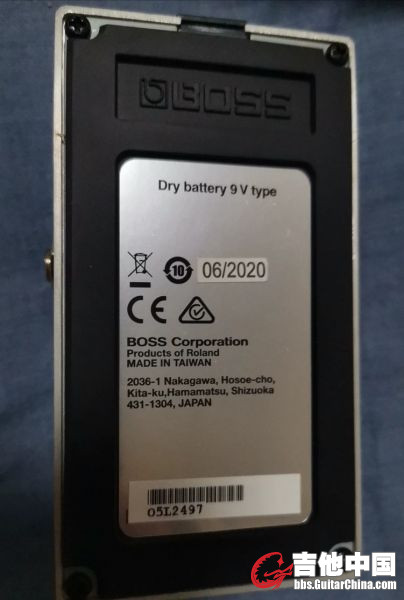 BOSS
Dry battery 9 V type
10 06/2020
CE
BOSS Corporation
Products of Roland
MADE IN TAIWAN
2036-1 Nakagawa, Hosoe-cho,
Kita-ku,Hamamatsu, Shizuoka
431-1304, JAPAN
05L2497
吉他中国
bbs.GuitarChina.com